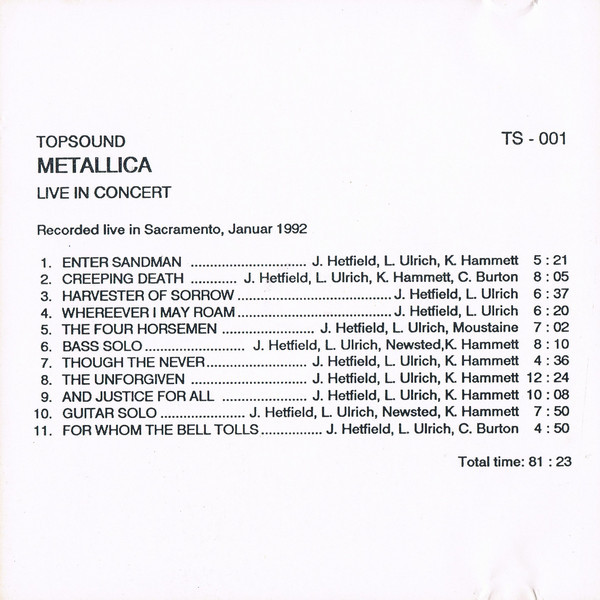 TOPSOUND TS - 001
METALLICA
LIVE IN CONCERT
Recorded live in Sacramento, Januar 1992
1. ENTER SANDMAN .............................. J. Hetfield, L. Ulrich, K. Hammett 5 : 21
2. CREEPING DEATH ............ J. Hetfield, L. Ulrich, K. Hammett, C. Burton 8 : 05
3. HARVESTER OF SORROW ........................................ J. Hetfield, L. Ulrich 6 : 37
4. WHEREEVER I MAY ROAM ........................................ J. Hetfield, L. Ulrich 6 : 20
5. THE FOUR HORSEMEN ........................ J. Hetfield, L. Ulrich, Moustaine 7 : 02
6. BASS SOLO .......................... J. Hetfield, L. Ulrich, Newsted,K. Hammett 8 : 10
7. THOUGH THE NEVER .......................... J. Hetfield, L. Ulrich, K. Hammett 4 : 36
8. THE UNFORGIVEN .............................. J. Hetfield, L. Ulrich, K. Hammett 12 : 24
9. AND JUSTICE FOR ALL ...................... J. Hetfield, L. Ulrich, K. Hammett 10 : 08
10. GUITAR SOLO ...................... J. Hetfield, L. Ulrich, Newsted, K. Hammett 7 : 50
11. FOR WHOM THE BELL TOLLS ................ J. Hetfield, L. Ulrich, C. Burton 4 : 50
Total time: 81 : 23